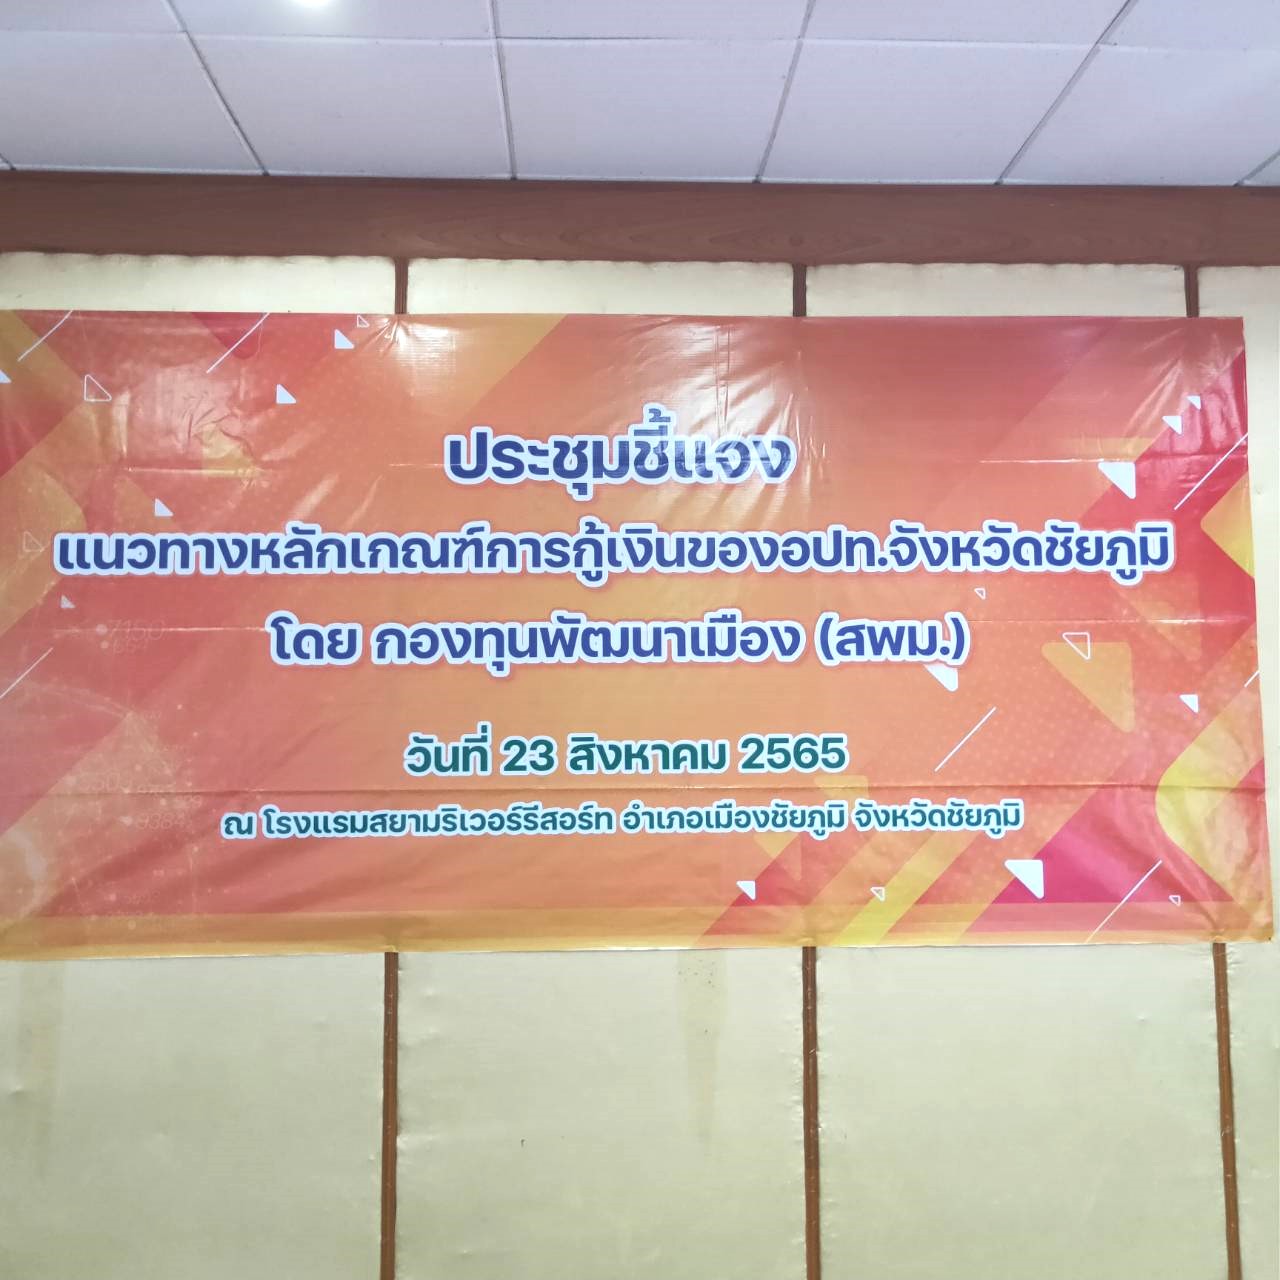 ประชุมชี้แจง
แนวทางหลักเกณฑ์การกู้เงินของอปท.จังหวัดชัยภูมิ
โดย กองทุนพัฒนาเมือง (สพม.)
วันที่ 23 สิงหาคม 2565
ณ โรงแรมสยามริเวอร์รีสอร์ท อำเภอเมืองชัยภูมิ จังหวัดชัยภูมิ